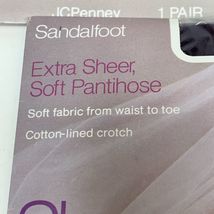 JCPenney 1 PAIR
Sandalfoot
Extra Sheer,
Soft Pantihose
Soft fabric from waist to toe
Cotton-lined crotch